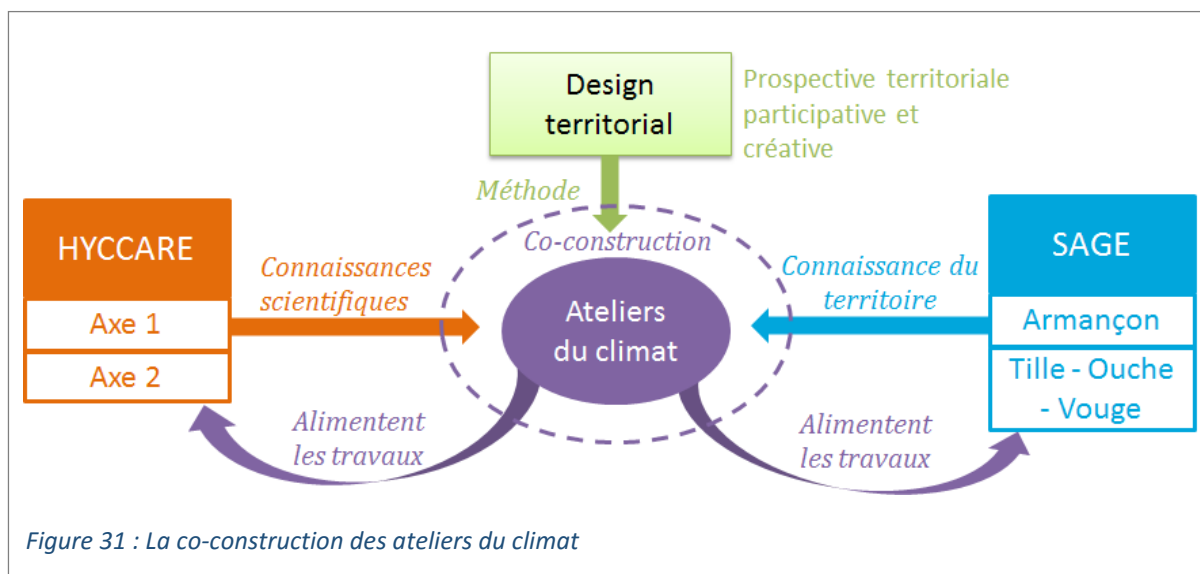 Design
territorial
Prospective territoriale
participative et
créative
Méthode
HYCCARE
Axe 1
Axe 2
Connaissances
scientifiques
Co-construction
Ateliers
du climat
Connaissance du
territoire
SAGE
Armançon
Tille - Ouche
- Vouge
Alimentent
les travaux
Alimentent
les travaux
Figure 31 : La co-construction des ateliers du climat